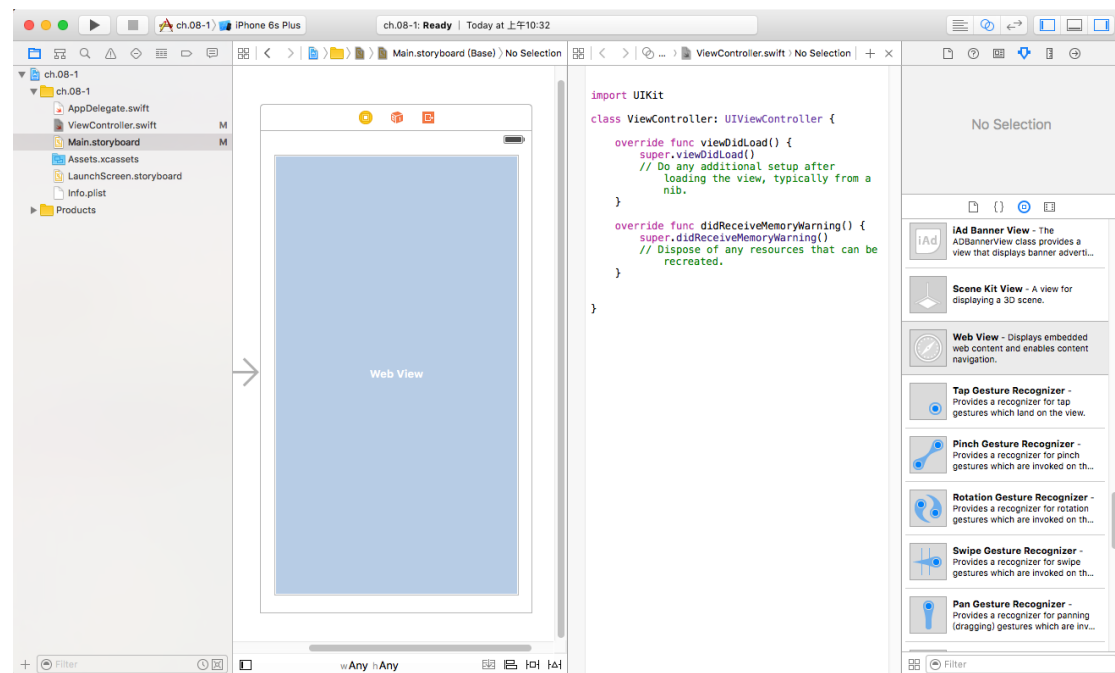 ch.08-1 〉 iPhone 6s Plus
ch.08-1: Ready | Today at 上午10:32
Main.storyboard (Base) 〉 No Selection
... 〉 ViewController.swift 〉 No Selection
ch.08-1
ch.08-1
AppDelegate.swift
ViewController.swift M
Main.storyboard M
Assets.xcassets
LaunchScreen.storyboard
Info.plist
Products
Filter
Web View
wAny hAny
import UIKit
class ViewController: UIViewController {
override func viewDidLoad() {
super.viewDidLoad()
// Do any additional setup after
loading the view, typically from a
nib.
}
override func didReceiveMemoryWarning() {
super.didReceiveMemoryWarning()
// Dispose of any resources that can be
recreated.
}
}
No Selection
{}
iAd
iAd Banner View - The
ADBannerView class provides a
view that displays banner adverti...
Scene Kit View - A view for
displaying a 3D scene.
Web View - Displays embedded
web content and enables content
navigation.
Tap Gesture Recognizer -
Provides a recognizer for tap
gestures which land on the view.
Pinch Gesture Recognizer -
Provides a recognizer for pinch
gestures which are invoked on th...
Rotation Gesture Recognizer -
Provides a recognizer for rotation
gestures which are invoked on th...
Swipe Gesture Recognizer -
Provides a recognizer for swipe
gestures which are invoked on th...
Pan Gesture Recognizer -
Provides a recognizer for panning
(dragging) gestures which are inv...
Filter